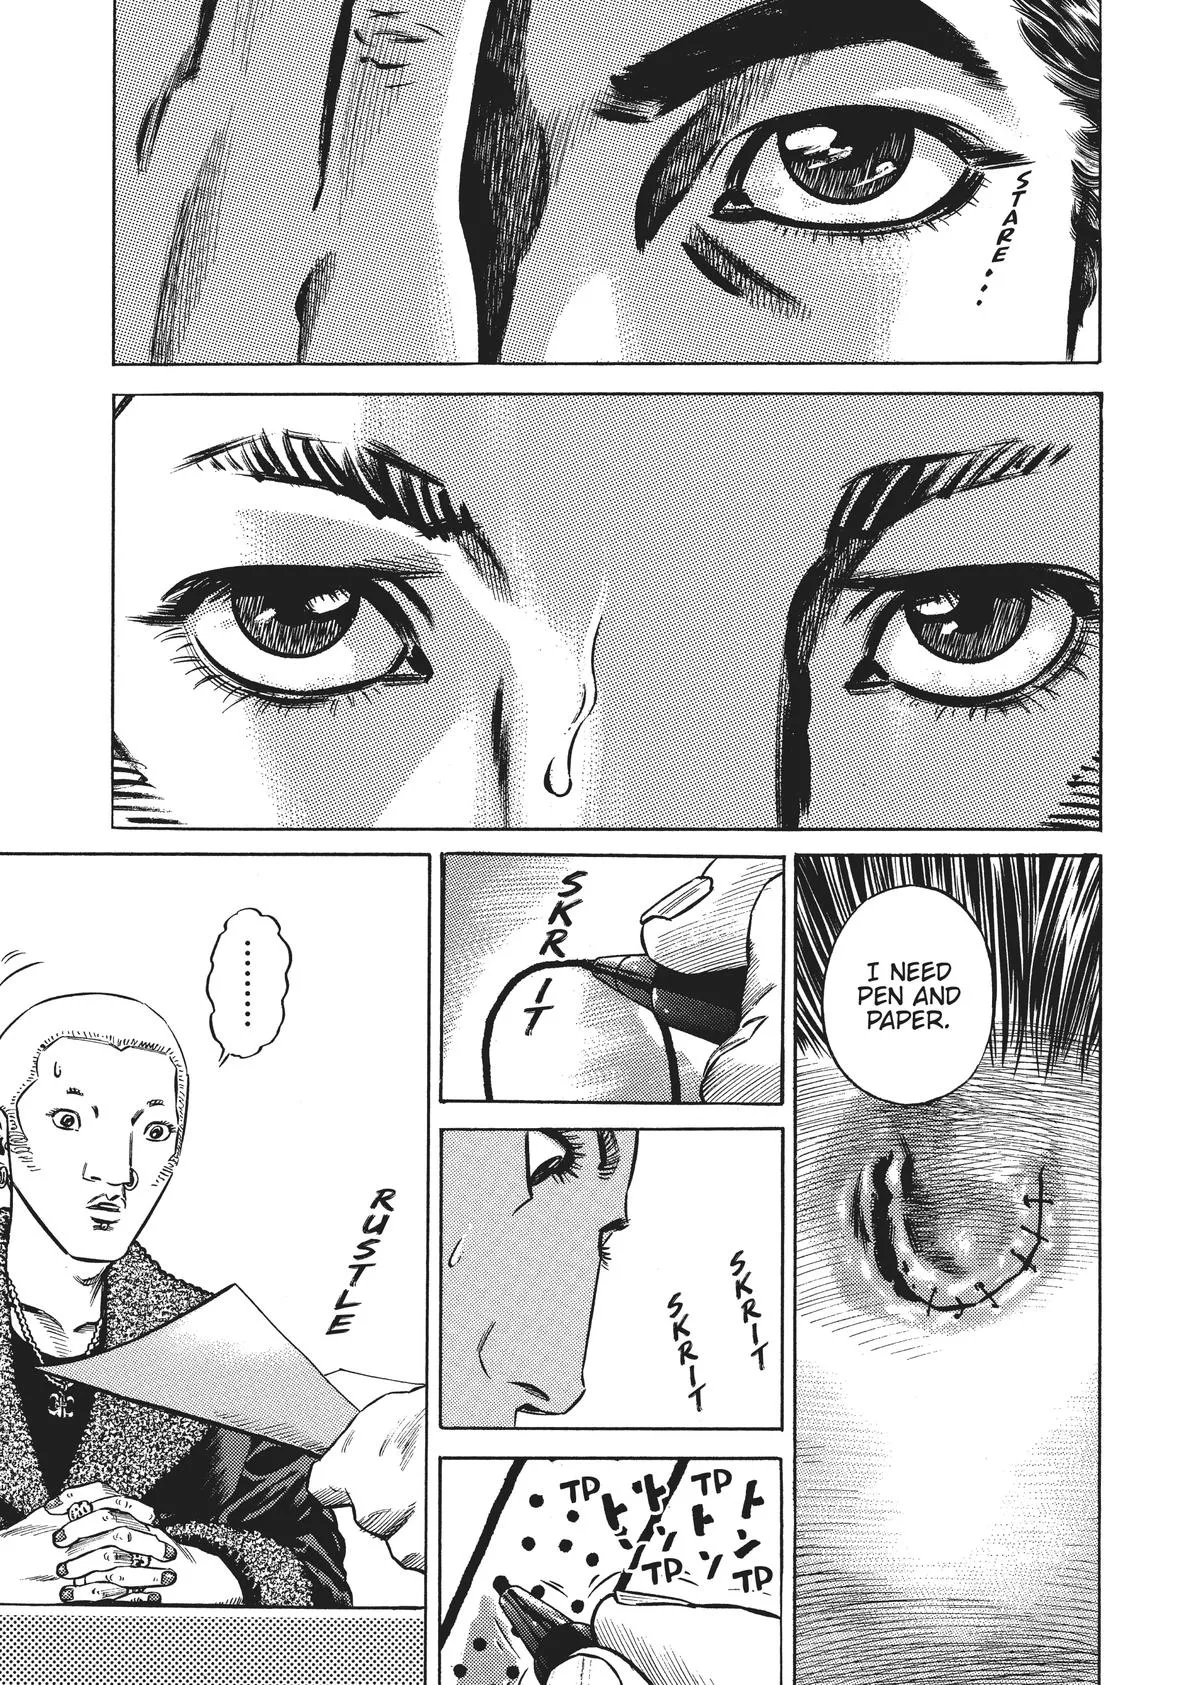 STARE...
I NEED
PEN AND
PAPER.
SKRIT
SKRIT
SKRIT
TP
トントン
TP
トントン
TP
TP
.........
RUSTLE